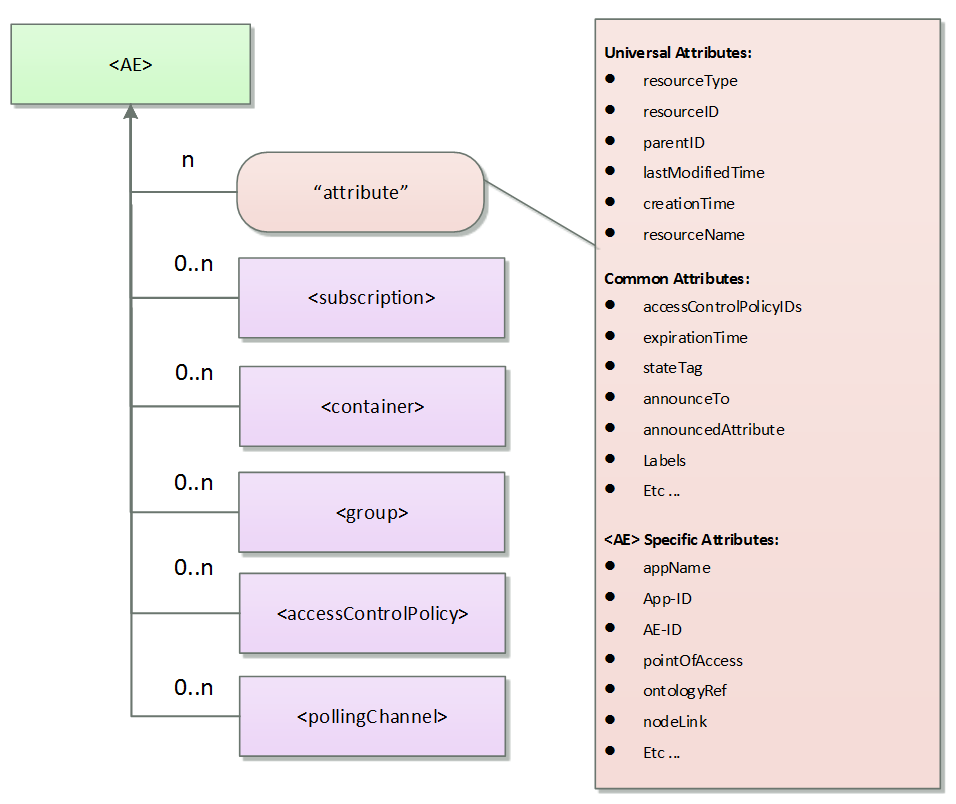 <AE>
n
“attribute”
0..n
<subscription>
0..n
<container>
0..n
<group>
0..n
<accessControlPolicy>
0..n
<pollingChannel>
Universal Attributes:
● resourceType
● resourceID
● parentID
● lastModifiedTime
● creationTime
● resourceName
Common Attributes:
● accessControlPolicyIDs
● expirationTime
● stateTag
● announceTo
● announcedAttribute
● Labels
● Etc ...
<AE> Specific Attributes:
● appName
● App-ID
● AE-ID
● pointOfAccess
● ontologyRef
● nodeLink
● Etc ...